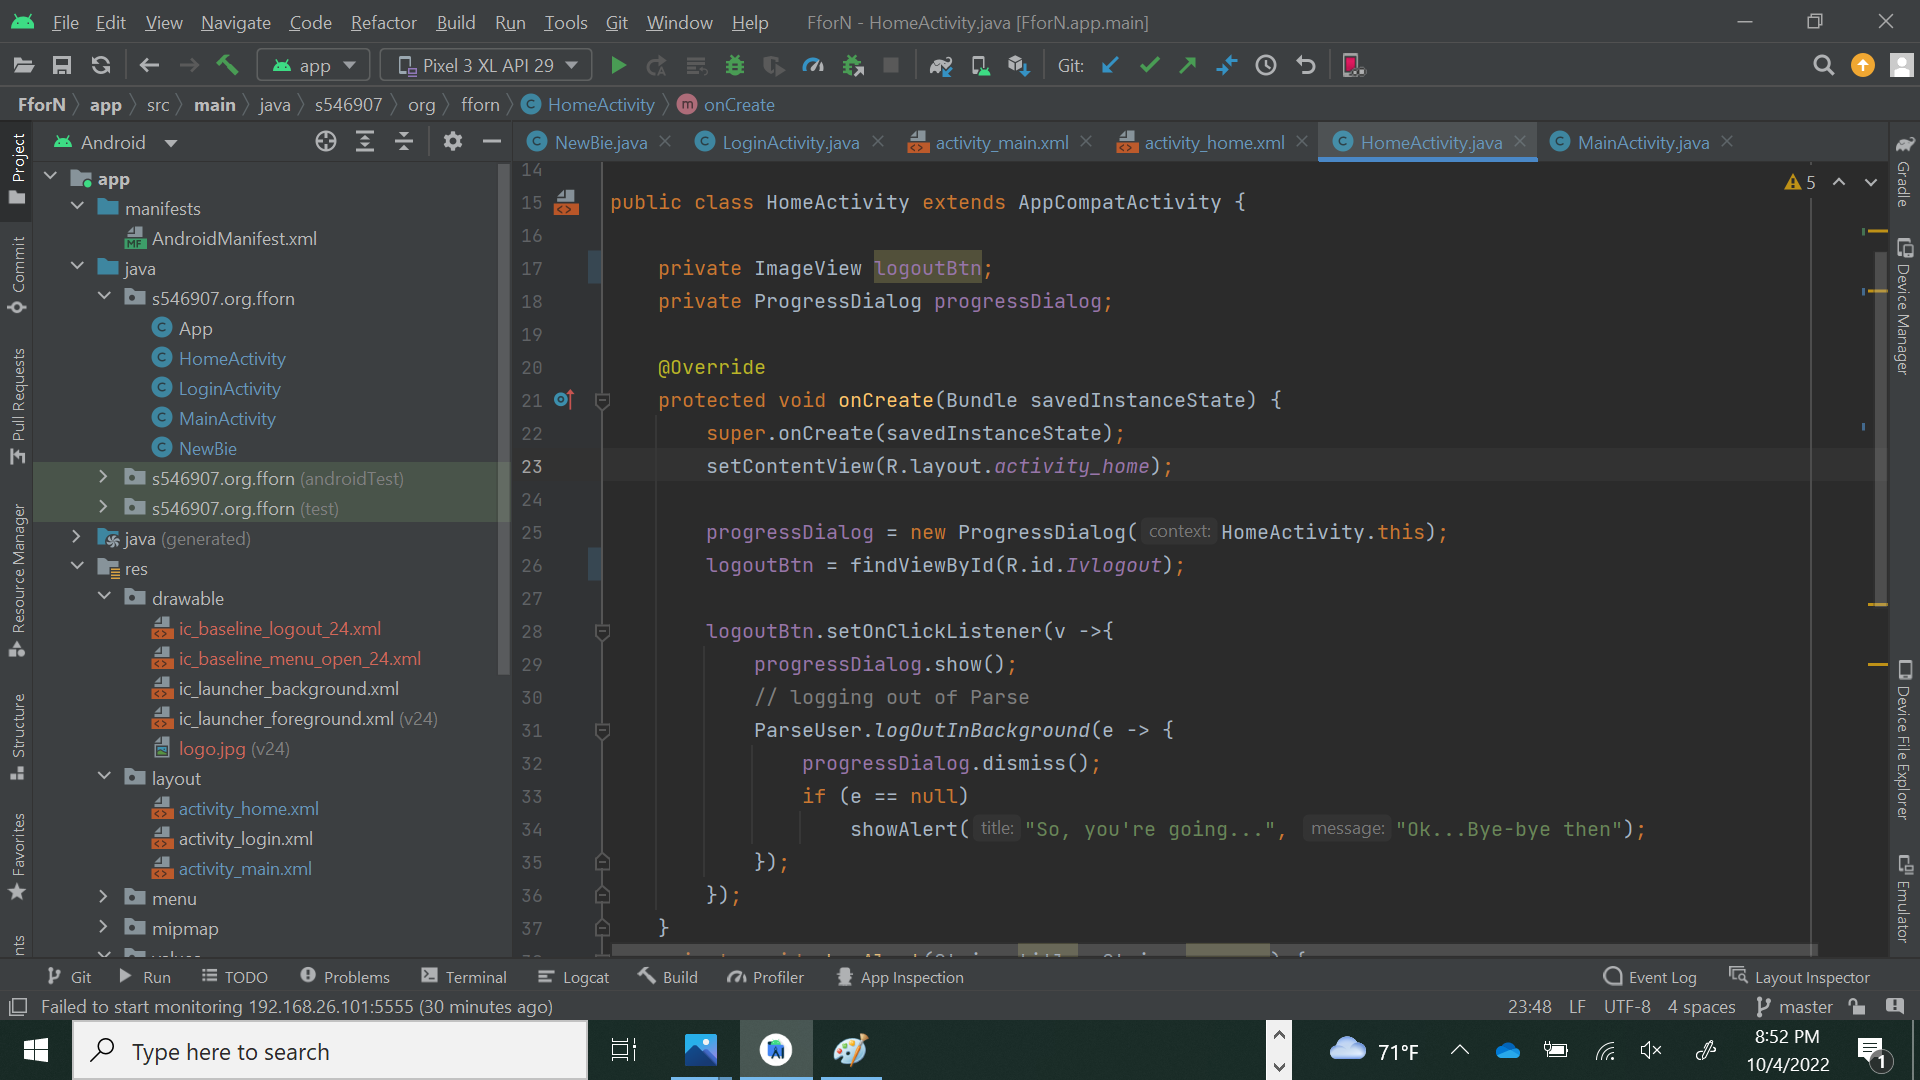 File Edit View Navigate Code Refactor Build Run Tools Git Window Help FforN - HomeActivity.java [FforN.app.main]
app Pixel 3 XL API 29 Git:
FforN app src main java s546907 org fforn HomeActivity onCreate
Android NewBie.java LoginActivity.java activity_main.xml activity_home.xml HomeActivity.java MainActivity.java
Project
Commit
Pull Requests
Resource Manager
Structure
Favorites
nts
app
manifests
AndroidManifest.xml
java
s546907.org.fforn
App
HomeActivity
LoginActivity
MainActivity
NewBie
s546907.org.fforn (androidTest)
s546907.org.fforn (test)
java (generated)
res
drawable
ic_baseline_logout_24.xml
ic_baseline_menu_open_24.xml
ic_launcher_background.xml
ic_launcher_foreground.xml (v24)
logo.jpg (v24)
layout
activity_home.xml
activity_login.xml
activity_main.xml
menu
mipmap
14
15 public class HomeActivity extends AppCompatActivity {
16
17 private ImageView logoutBtn;
18 private ProgressDialog progressDialog;
19
20 @Override
21 protected void onCreate(Bundle savedInstanceState) {
22 super.onCreate(savedInstanceState);
23 setContentView(R.layout.activity_home);
24
25 progressDialog = new ProgressDialog( context: HomeActivity.this);
26 logoutBtn = findViewById(R.id.Ivlogout);
27
28 logoutBtn.setOnClickListener(v ->{
29 progressDialog.show();
30 // logging out of Parse
31 ParseUser.logOutInBackground(e -> {
32 progressDialog.dismiss();
33 if (e == null)
34 showAlert( title: "So, you're going...", message: "Ok...Bye-bye then");
35 });
36 });
37 }
5
Gradle
Device Manager
Device File Explorer
Emulator
Git Run TODO Problems Terminal Logcat Build Profiler App Inspection Event Log Layout Inspector
Failed to start monitoring 192.168.26.101:5555 (30 minutes ago) 23:48 LF UTF-8 4 spaces master
Type here to search 71°F 8:52 PM
10/4/2022 1